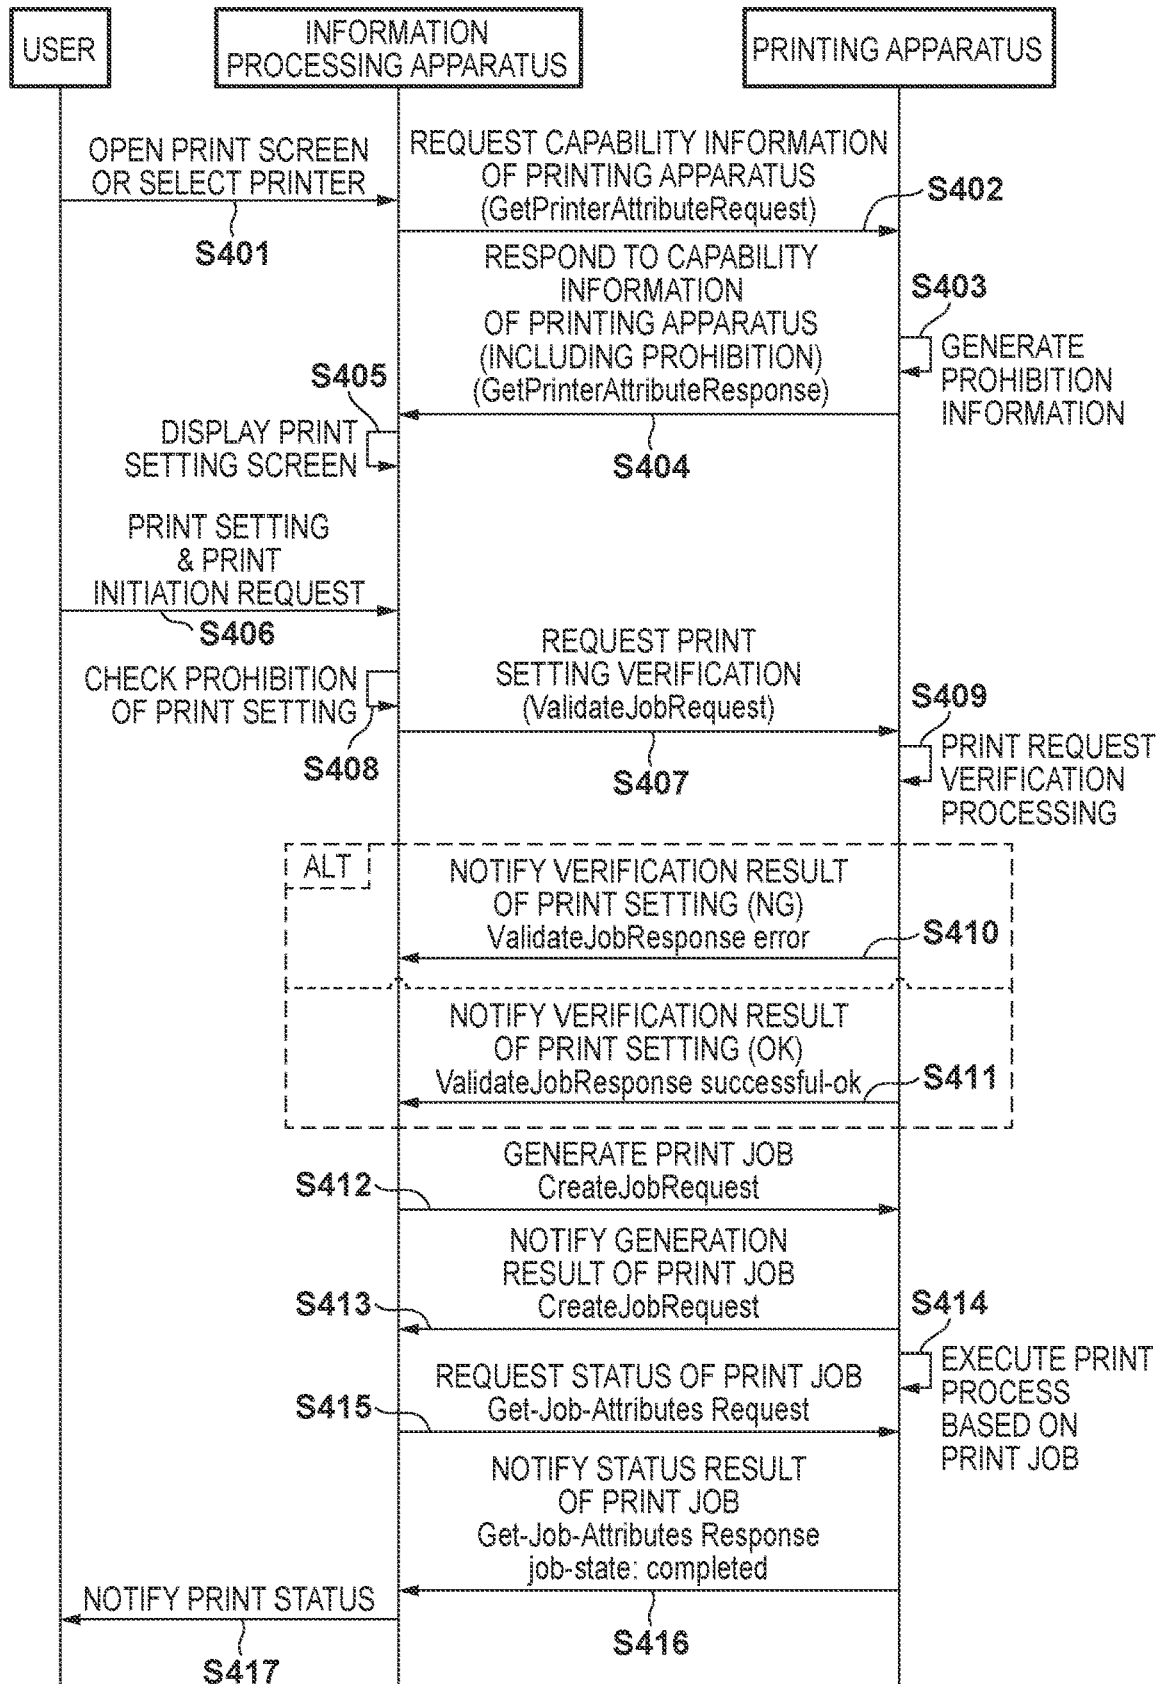 USER
INFORMATION
PROCESSING APPARATUS
PRINTING APPARATUS
OPEN PRINT SCREEN
OR SELECT PRINTER
S401
REQUEST CAPABILITY INFORMATION
OF PRINTING APPARATUS
(GetPrinterAttributeRequest)
S402
RESPOND TO CAPABILITY
INFORMATION
OF PRINTING APPARATUS
(INCLUDING PROHIBITION)
(GetPrinterAttributeResponse)
S403
GENERATE
PROHIBITION
INFORMATION
S404
S405
DISPLAY PRINT
SETTING SCREEN
PRINT SETTING
& PRINT
INITIATION REQUEST
S406
CHECK PROHIBITION
OF PRINT SETTING
S408
REQUEST PRINT
SETTING VERIFICATION
(ValidateJobRequest)
S407
S409
PRINT REQUEST
VERIFICATION
PROCESSING
ALT
NOTIFY VERIFICATION RESULT
OF PRINT SETTING (NG)
ValidateJobResponse error
S410
NOTIFY VERIFICATION RESULT
OF PRINT SETTING (OK)
ValidateJobResponse successful-ok
S411
GENERATE PRINT JOB
CreateJobRequest
S412
NOTIFY GENERATION
RESULT OF PRINT JOB
CreateJobRequest
S413
S414
EXECUTE PRINT
PROCESS
BASED ON
PRINT JOB
REQUEST STATUS OF PRINT JOB
Get-Job-Attributes Request
S415
NOTIFY STATUS RESULT
OF PRINT JOB
Get-Job-Attributes Response
job-state: completed
S416
NOTIFY PRINT STATUS
S417